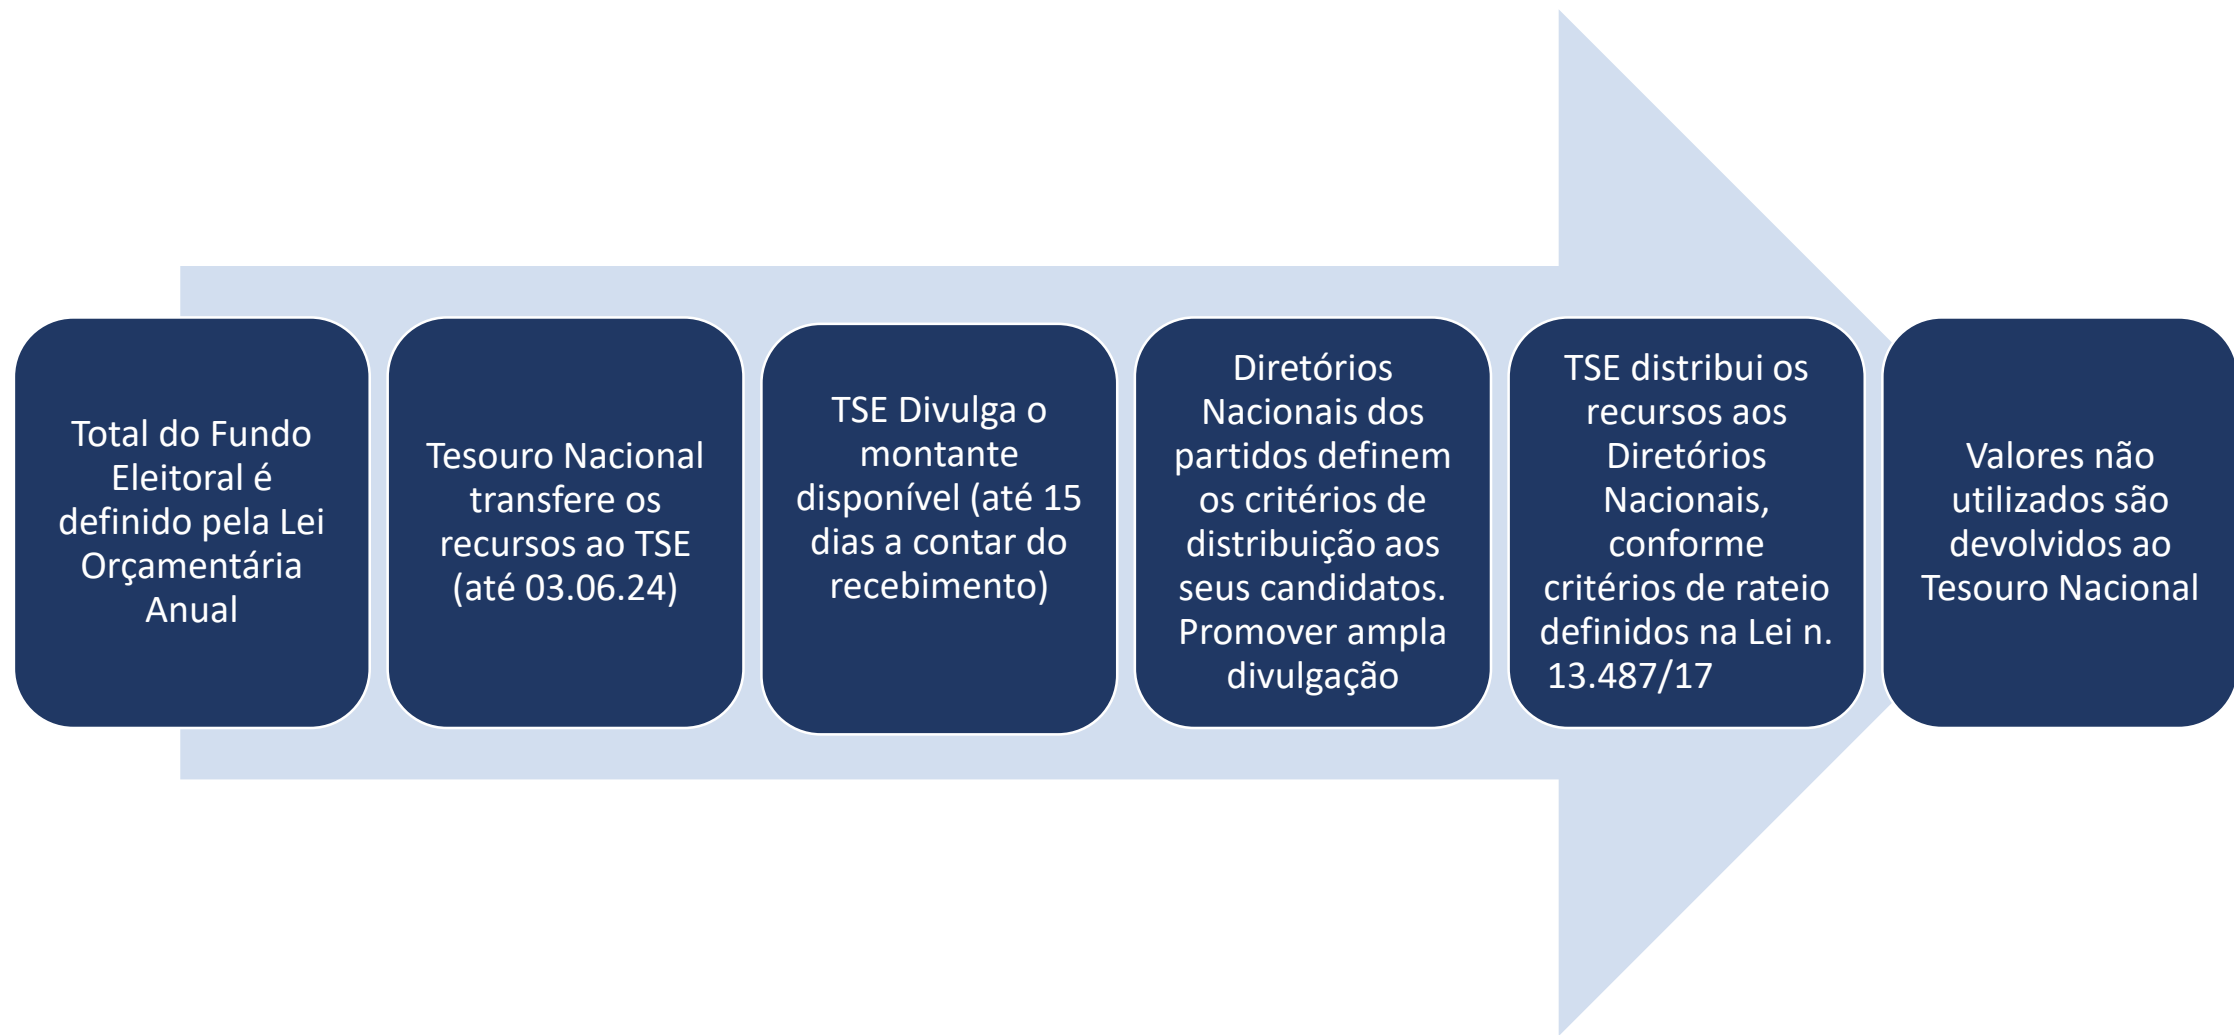 Total do Fundo
Eleitoral é
definido pela Lei
Orçamentária
Anual
Tesouro Nacional
transfere os
recursos ao TSE
(até 03.06.24)
TSE Divulga o
montante
disponível (até 15
dias a contar do
recebimento)
Diretórios
Nacionais dos
partidos definem
os critérios de
distribuição aos
seus candidatos.
Promover ampla
divulgação
TSE distribui os
recursos aos
Diretórios
Nacionais,
conforme
critérios de rateio
definidos na Lei n.
13.487/17
Valores não
utilizados são
devolvidos ao
Tesouro Nacional